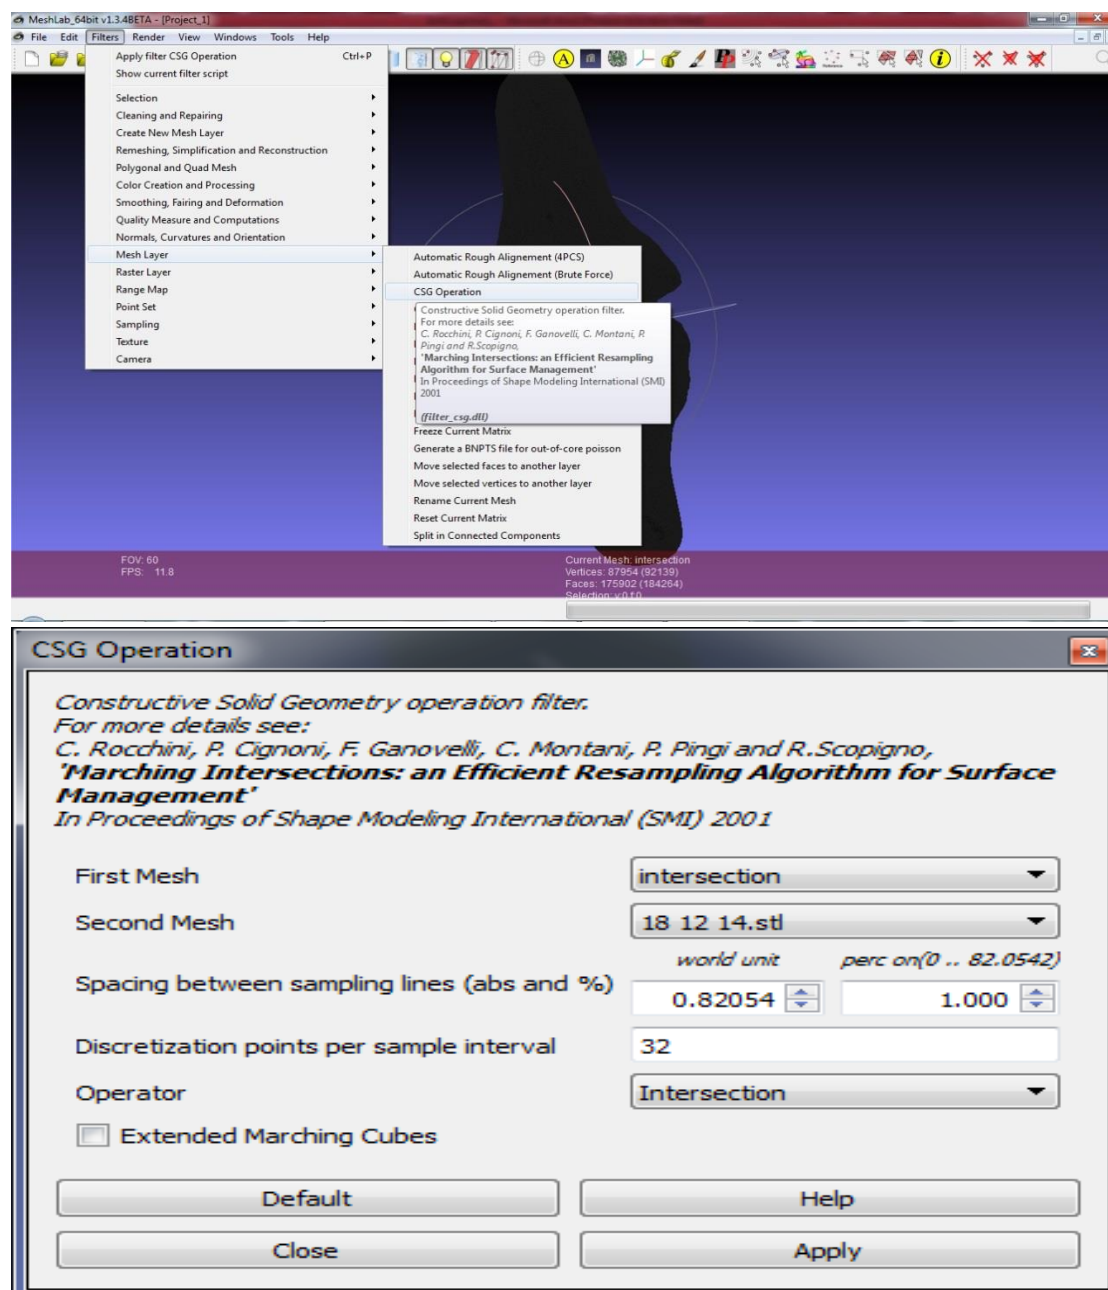 MeshLab_64bit v1.3.4BETA - [Project_1]
File Edit Filters Render View Windows Tools Help
Apply filter CSG Operation Ctrl+P
Show current filter script
Selection
Cleaning and Repairing
Create New Mesh Layer
Remeshing, Simplification and Reconstruction
Polygonal and Quad Mesh
Color Creation and Processing
Smoothing, Fairing and Deformation
Quality Measure and Computations
Normals, Curvatures and Orientation
Mesh Layer
Raster Layer
Range Map
Point Set
Sampling
Texture
Camera
Automatic Rough Alignement (4PCS)
Automatic Rough Alignement (Brute Force)
CSG Operation
Constructive Solid Geometry operation filter.
For more details see:
C. Rocchini, P. Cignoni, F. Ganovelli, C. Montani, P.
Pingi and R.Scopigno,
'Marching Intersections: an Efficient Resampling
Algorithm for Surface Management'
In Proceedings of Shape Modeling International (SMI)
2001
(filter_csg.dll)
Freeze Current Matrix
Generate a BNPTS file for out-of-core poisson
Move selected faces to another layer
Move selected vertices to another layer
Rename Current Mesh
Reset Current Matrix
Split in Connected Components
FOV: 60
FPS: 11.8
Current Mesh: intersection
Vertices: 87954 (92139)
Faces: 175902 (184264)
Selection: v:0 f:0
CSG Operation
Constructive Solid Geometry operation filter.
For more details see:
C. Rocchini, P. Cignoni, F. Ganovelli, C. Montani, P. Pingi and R.Scopigno,
'Marching Intersections: an Efficient Resampling Algorithm for Surface
Management'
In Proceedings of Shape Modeling International (SMI) 2001
First Mesh intersection
Second Mesh 18 12 14.stl
world unit perc on(0 .. 82.0542)
Spacing between sampling lines (abs and %) 0.82054 1.000
Discretization points per sample interval 32
Operator Intersection
Extended Marching Cubes
Default Help
Close Apply